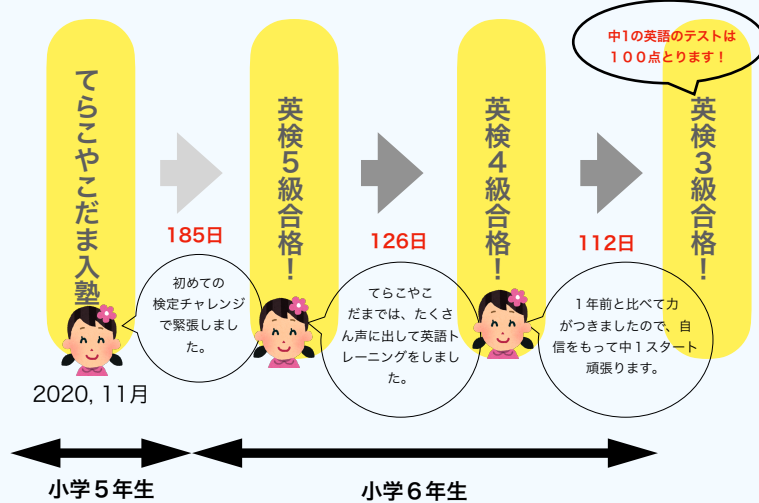 中1の英語のテストは
１００点とります！
てらこやこだま入塾
英検５級合格！
英検４級合格！
英検３級合格！
185日
126日
112日
初めての
検定チャレンジ
で緊張しまし
た。
てらこやこ
だまでは、たくさ
ん声に出して英語ト
レーニングをしまし
た。
１年前と比べて力
がつきましたので、自
信をもって中１スタート
頑張ります。
2020, 11月
小学５年生
小学６年生